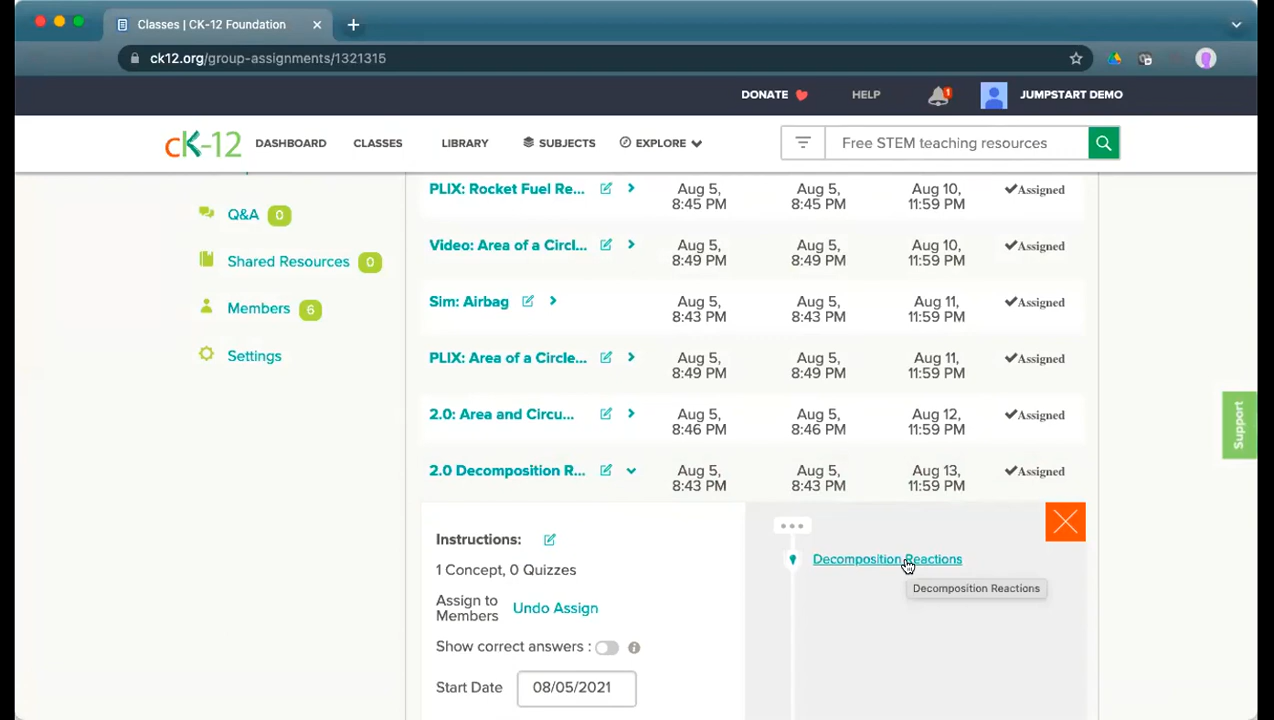 Classes | CK-12 Foundation
ck12.org/group-assignments/1321315
DONATE HELP 1 JUMPSTART DEMO
cK-12 DASHBOARD CLASSES LIBRARY SUBJECTS EXPLORE Free STEM teaching resources
Q&A 0
Shared Resources 0
Members 6
Settings
PLIX: Rocket Fuel Re... Aug 5, 8:45 PM Aug 5, 8:45 PM Aug 10, 11:59 PM Assigned
Video: Area of a Circl... Aug 5, 8:49 PM Aug 5, 8:49 PM Aug 10, 11:59 PM Assigned
Sim: Airbag Aug 5, 8:43 PM Aug 5, 8:43 PM Aug 11, 11:59 PM Assigned
PLIX: Area of a Circle... Aug 5, 8:49 PM Aug 5, 8:49 PM Aug 11, 11:59 PM Assigned
2.0: Area and Circu... Aug 5, 8:46 PM Aug 5, 8:46 PM Aug 12, 11:59 PM Assigned
2.0 Decomposition R... Aug 5, 8:43 PM Aug 5, 8:43 PM Aug 13, 11:59 PM Assigned
Instructions:
1 Concept, 0 Quizzes
Assign to Members Undo Assign
Show correct answers :
Start Date 08/05/2021
Decomposition Reactions
Decomposition Reactions
Support